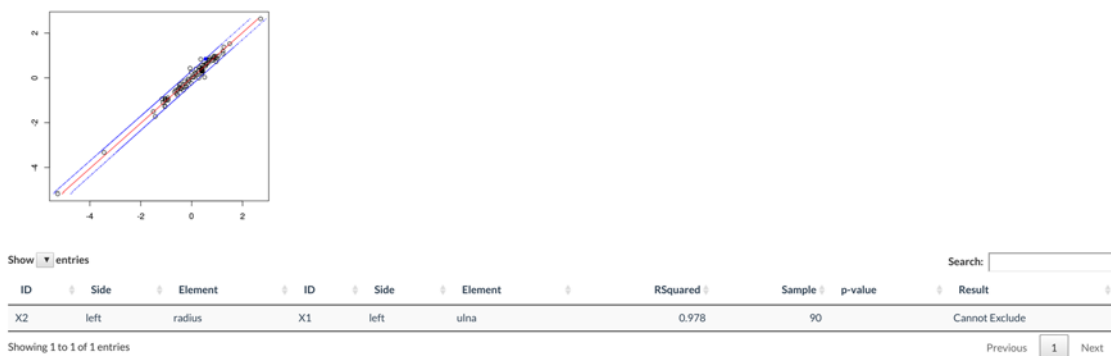 2
0
-2
-4
-4 -2 0 2
Show ▼ entries Search:
ID Side Element ID Side Element RSquared Sample p-value Result
X2 left radius X1 left ulna 0.978 90 Cannot Exclude
Showing 1 to 1 of 1 entries Previous 1 Next